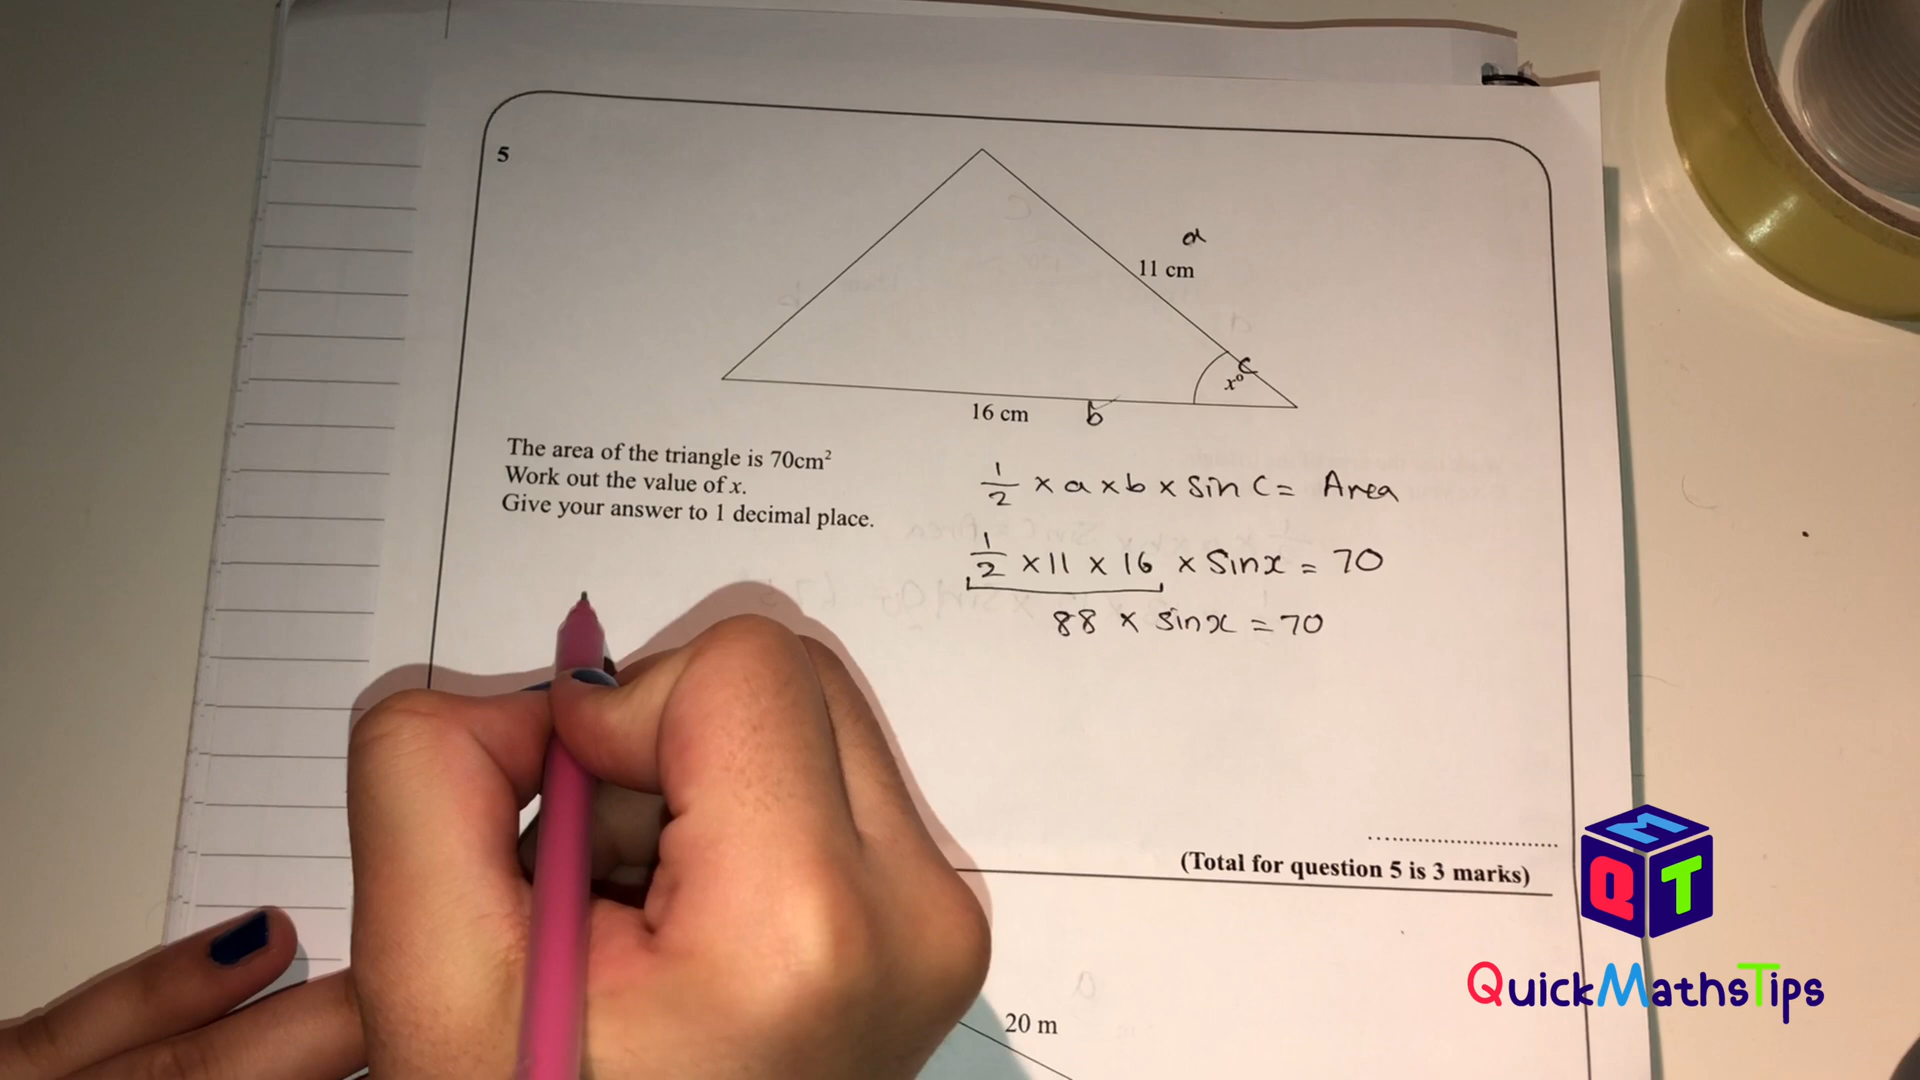 5
a
11 cm
C
x°
16 cm b
The area of the triangle is 70cm²
Work out the value of x.
Give your answer to 1 decimal place.
1/2 × a × b × Sin C = Area
1/2 × 11 × 16 × Sin x = 70
88 × Sin x = 70
(Total for question 5 is 3 marks)
M
Q T
QuickMathsTips
20 m